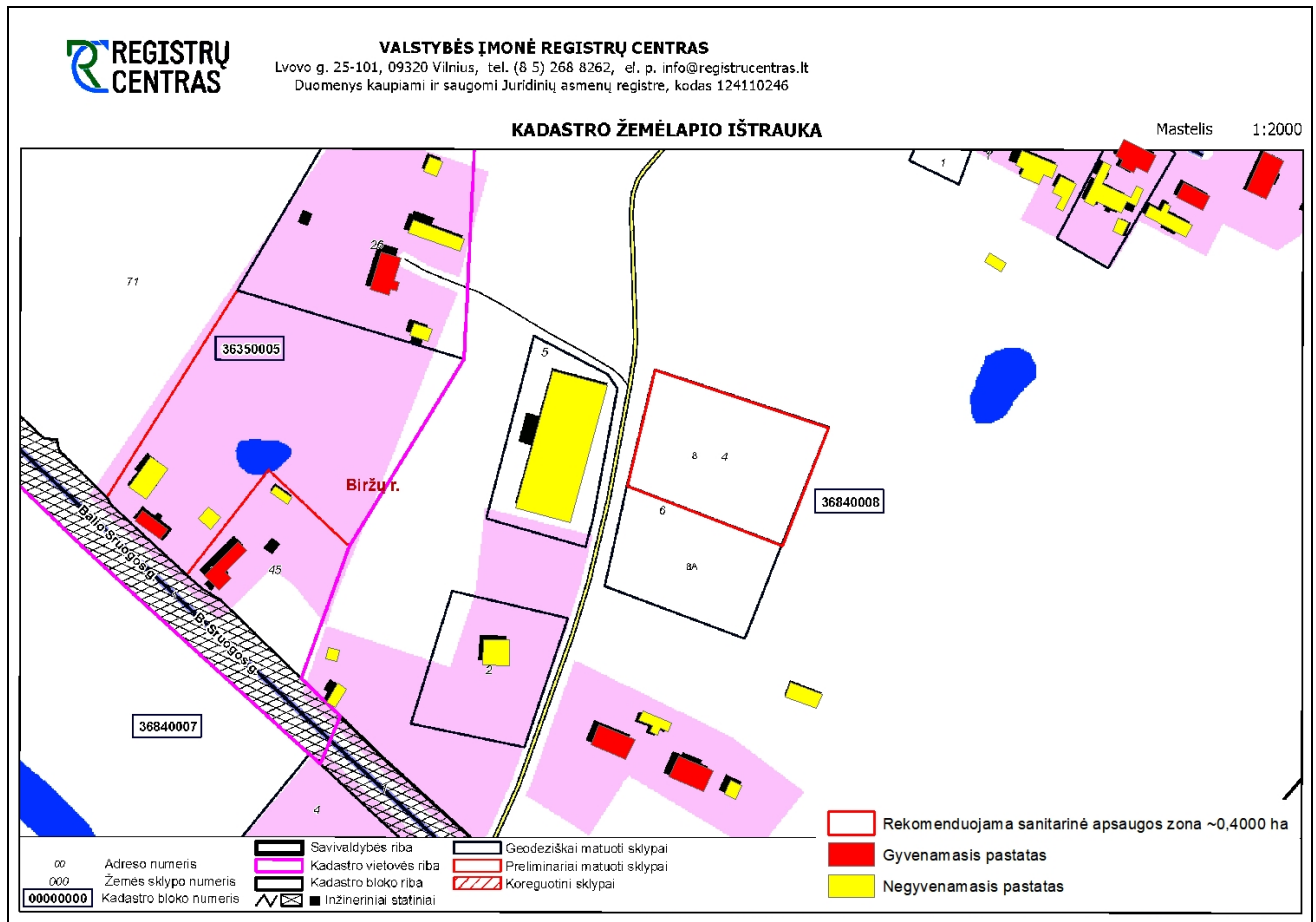 REGISTRŲ
CENTRAS
VALSTYBĖS ĮMONĖ REGISTRŲ CENTRAS
Lvovo g. 25-101, 09320 Vilnius, tel. (8 5) 268 8262, el. p. info@registrucentras.lt
Duomenys kaupiami ir saugomi Juridinių asmenų registre, kodas 124110246
KADASTRO ŽEMĖLAPIO IŠTRAUKA
Mastelis 1:2000
1
26
71
36350005
5
8 4
36840008
Biržų r.
6
8A
Balio Sruogos g.
45
B. Sruogos g.
2
36840007
4
Rekomenduojama sanitarinė apsaugos zona ~0,4000 ha
Gyvenamasis pastatas
Negyvenamasis pastatas
00 Adreso numeris
000 Žemės sklypo numeris
00000000 Kadastro bloko numeris
Savivaldybės riba
Kadastro vietovės riba
Kadastro bloko riba
Inžineriniai statiniai
Geodeziškai matuoti sklypai
Preliminariai matuoti sklypai
Koreguotini sklypai